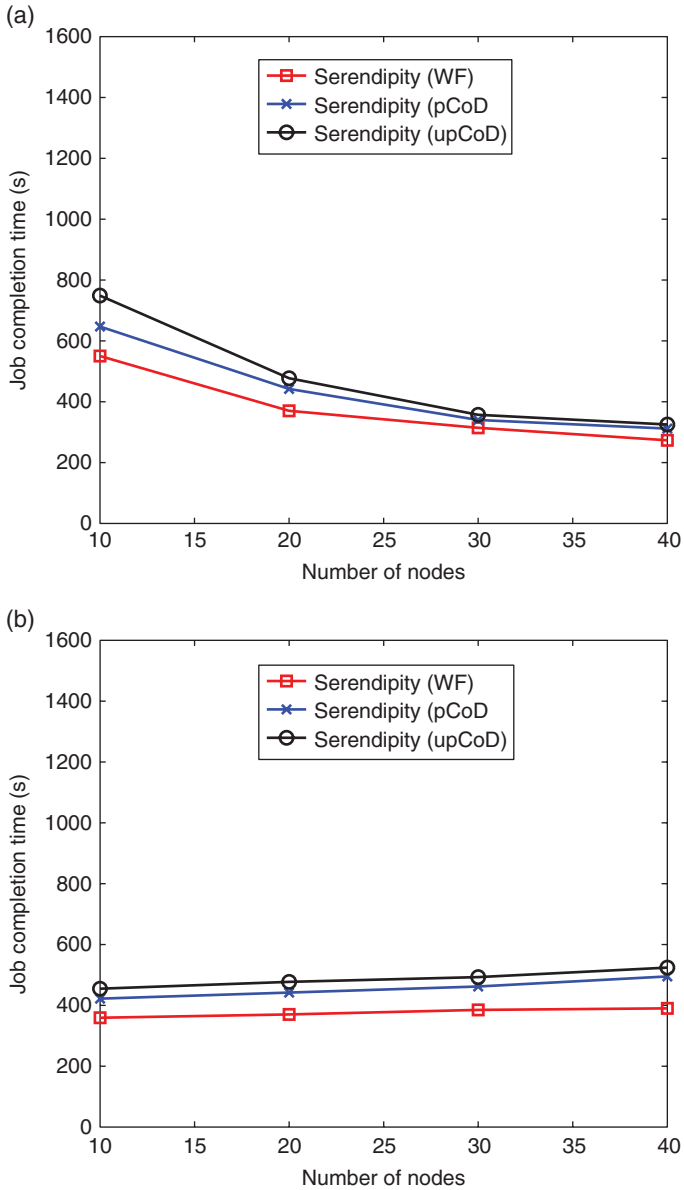 (a)
1600
1400
1200
1000
800
600
400
200
0
Job completion time (s)
Serendipity (WF)
Serendipity (pCoD
Serendipity (upCoD)
10 15 20 25 30 35 40
Number of nodes
(b)
1600
1400
1200
1000
800
600
400
200
0
Job completion time (s)
Serendipity (WF)
Serendipity (pCoD
Serendipity (upCoD)
10 15 20 25 30 35 40
Number of nodes